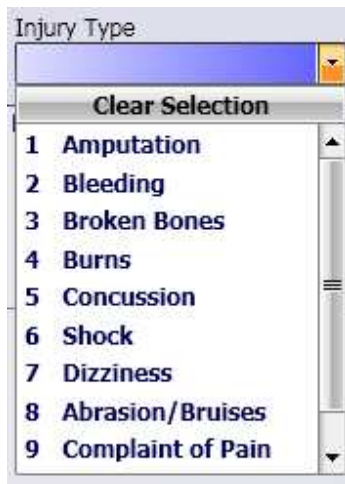 Injury Type
Clear Selection
1 Amputation
2 Bleeding
3 Broken Bones
4 Burns
5 Concussion
6 Shock
7 Dizziness
8 Abrasion/Bruises
9 Complaint of Pain